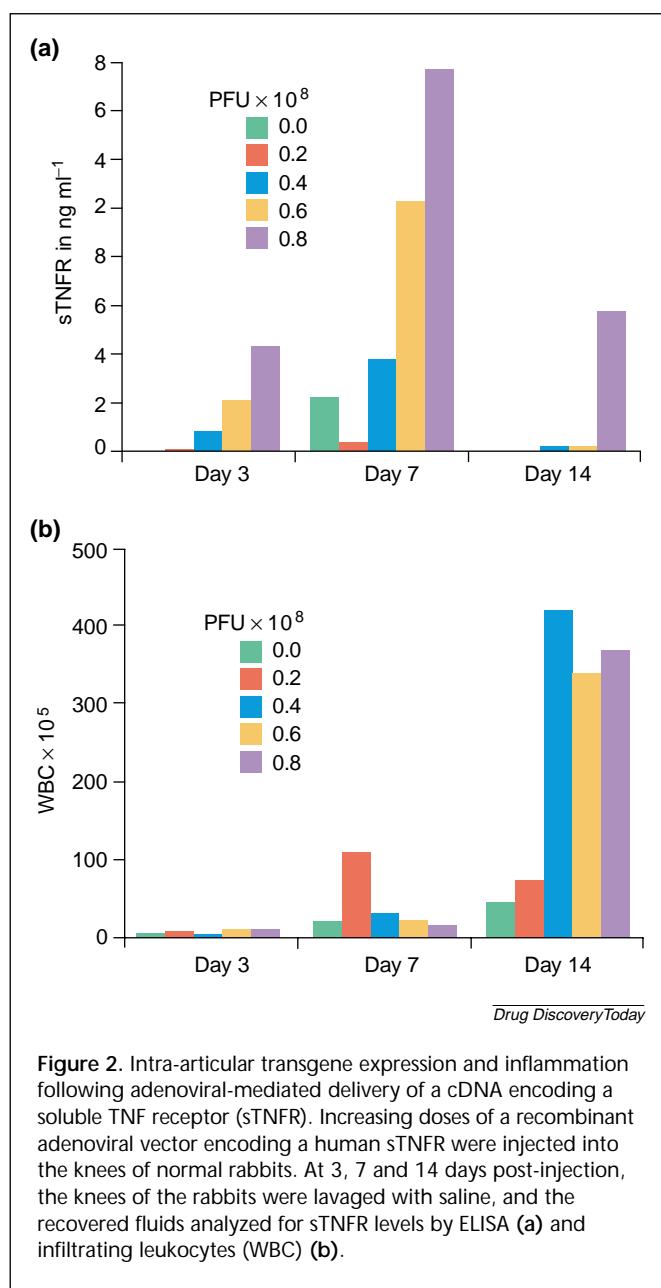 (a)
8
4
2
8
6
4
2
0
sTNFR in ng ml⁻¹
PFU × 10⁸
0.0
0.2
0.4
0.6
0.8
Day 3
Day 7
Day 14
(b)
500
400
300
200
100
0
WBC × 10⁵
PFU × 10⁸
0.0
0.2
0.4
0.6
0.8
Day 3
Day 7
Day 14
Drug Discovery Today
Figure 2. Intra-articular transgene expression and inflammation
following adenoviral-mediated delivery of a cDNA encoding a
soluble TNF receptor (sTNFR). Increasing doses of a recombinant
adenoviral vector encoding a human sTNFR were injected into
the knees of normal rabbits. At 3, 7 and 14 days post-injection,
the knees of the rabbits were lavaged with saline, and the
recovered fluids analyzed for sTNFR levels by ELISA (a) and
infiltrating leukocytes (WBC) (b).